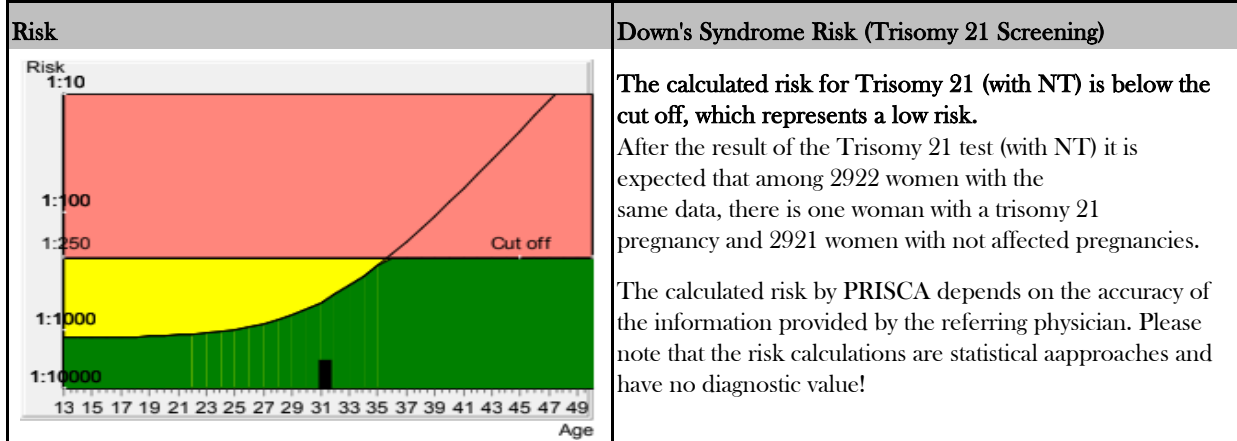 Risk
Down's Syndrome Risk (Trisomy 21 Screening)
Risk
1:10
1:100
1:250
Cut off
1:1000
1:10000
13 15 17 19 21 23 25 27 29 31 33 35 37 39 41 43 45 47 49
Age
The calculated risk for Trisomy 21 (with NT) is below the
cut off, which represents a low risk.
After the result of the Trisomy 21 test (with NT) it is
expected that among 2922 women with the
same data, there is one woman with a trisomy 21
pregnancy and 2921 women with not affected pregnancies.
The calculated risk by PRISCA depends on the accuracy of
the information provided by the referring physician. Please
note that the risk calculations are statistical aapproaches and
have no diagnostic value!